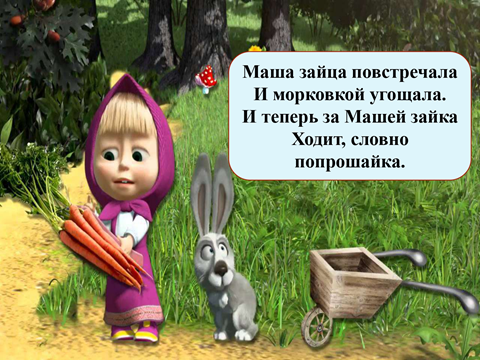 Маша зайца повстречала
И морковкой угощала.
И теперь за Машей зайка
Ходит, словно
попрошайка.